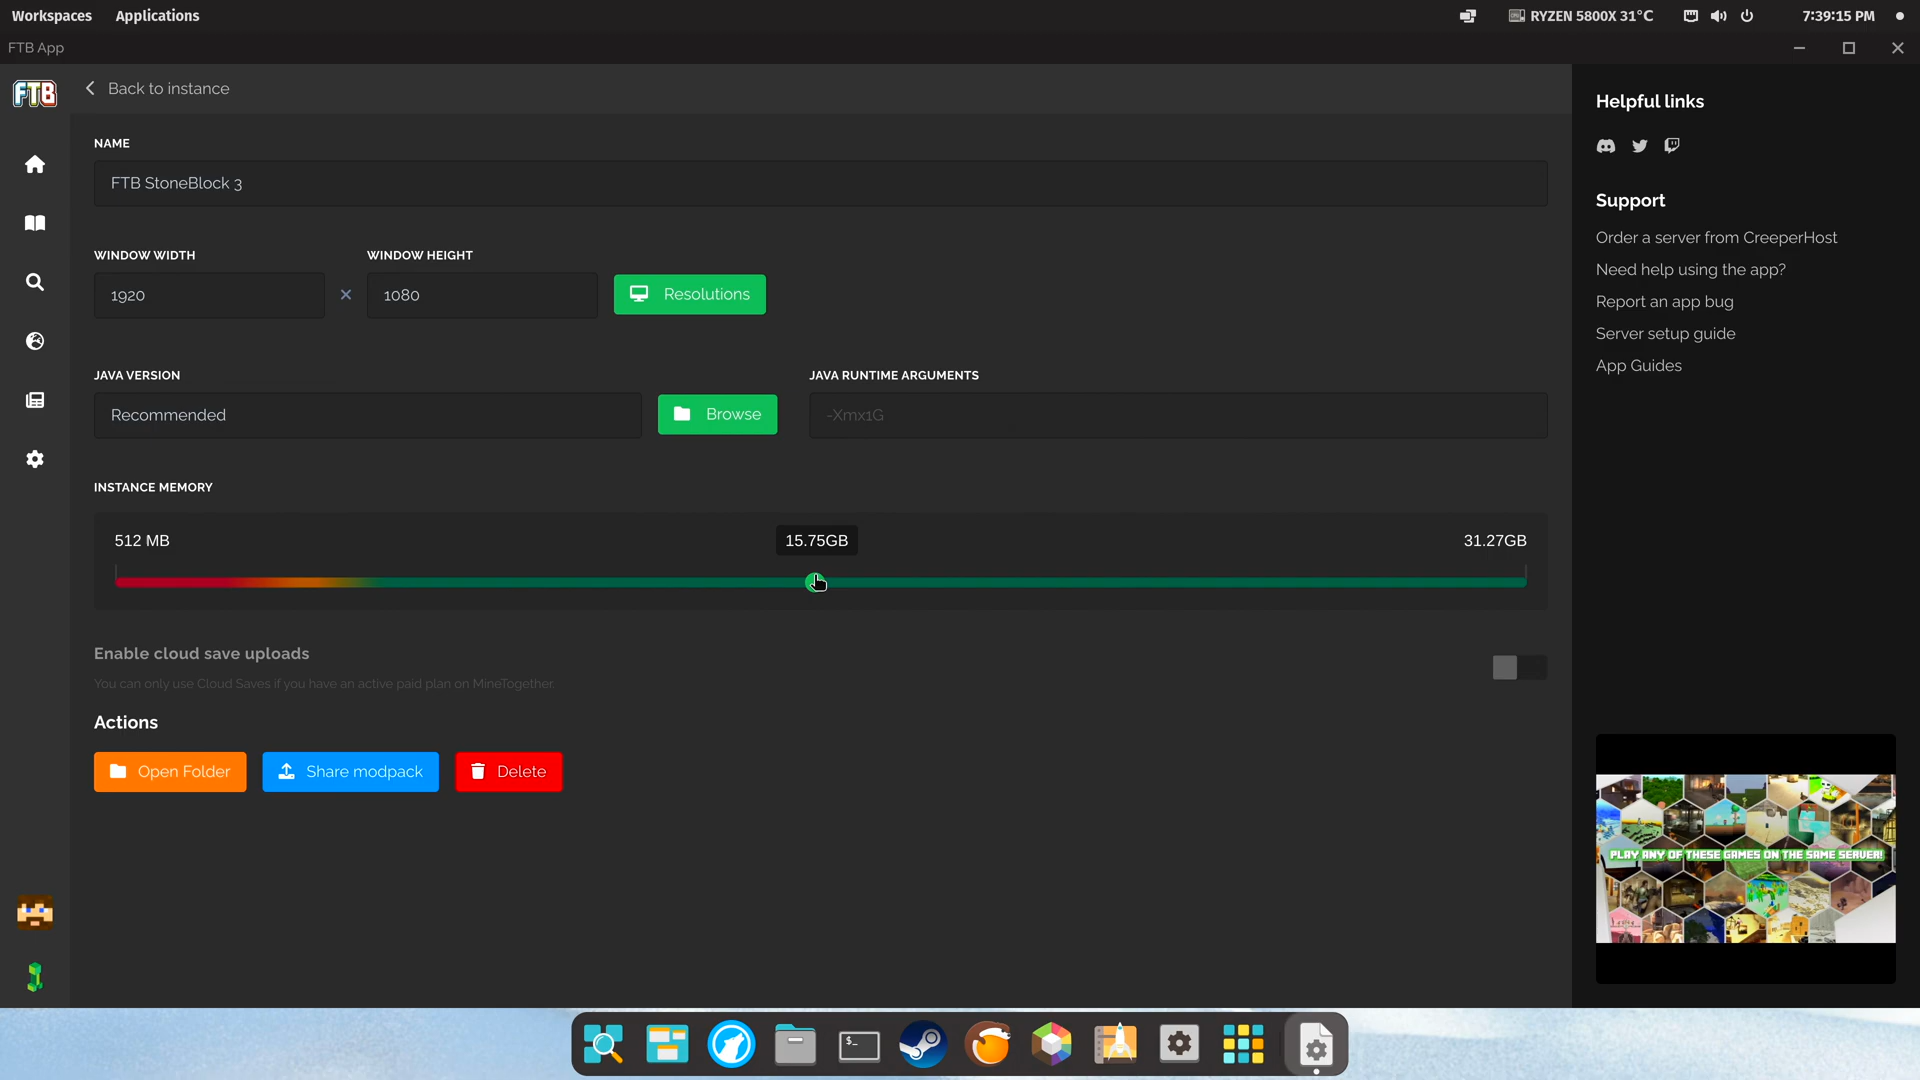 Workspaces Applications RYZEN 5800X 31°C 7:39:15 PM
FTB App
FTB
Back to instance
NAME
FTB StoneBlock 3
WINDOW WIDTH WINDOW HEIGHT
1920 × 1080 Resolutions
JAVA VERSION JAVA RUNTIME ARGUMENTS
Recommended Browse -Xmx1G
INSTANCE MEMORY
512 MB 15.75GB 31.27GB
Enable cloud save uploads
You can only use Cloud Saves if you have an active paid plan on MineTogether.
Actions
Open Folder Share modpack Delete
Helpful links
Support
Order a server from CreeperHost
Need help using the app?
Report an app bug
Server setup guide
App Guides
PLAY ANY OF THESE GAMES ON THE SAME SERVER!
$_